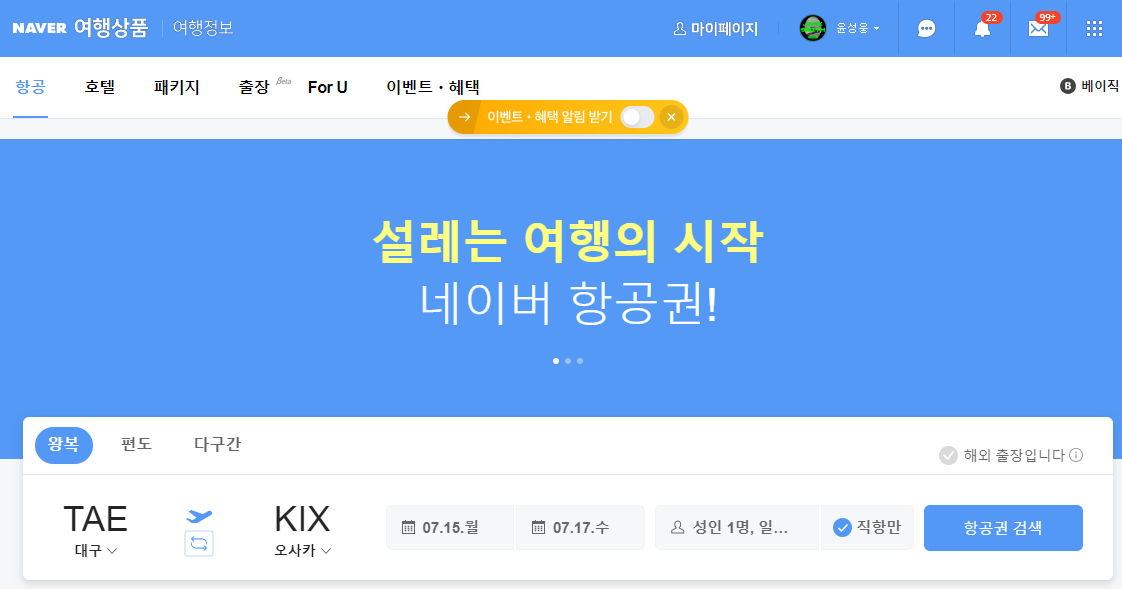 NAVER 여행상품 여행정보 마이페이지 윤성웅 22 99+
항공 호텔 패키지 출장 Beta For U 이벤트・혜택 B 베이직
이벤트・혜택 알림 받기
설레는 여행의 시작
네이버 항공권!
왕복 편도 다구간
해외 출장입니다
TAE KIX
07.15.월 07.17.수 성인 1명, 일... 직항만 항공권 검색
대구 오사카